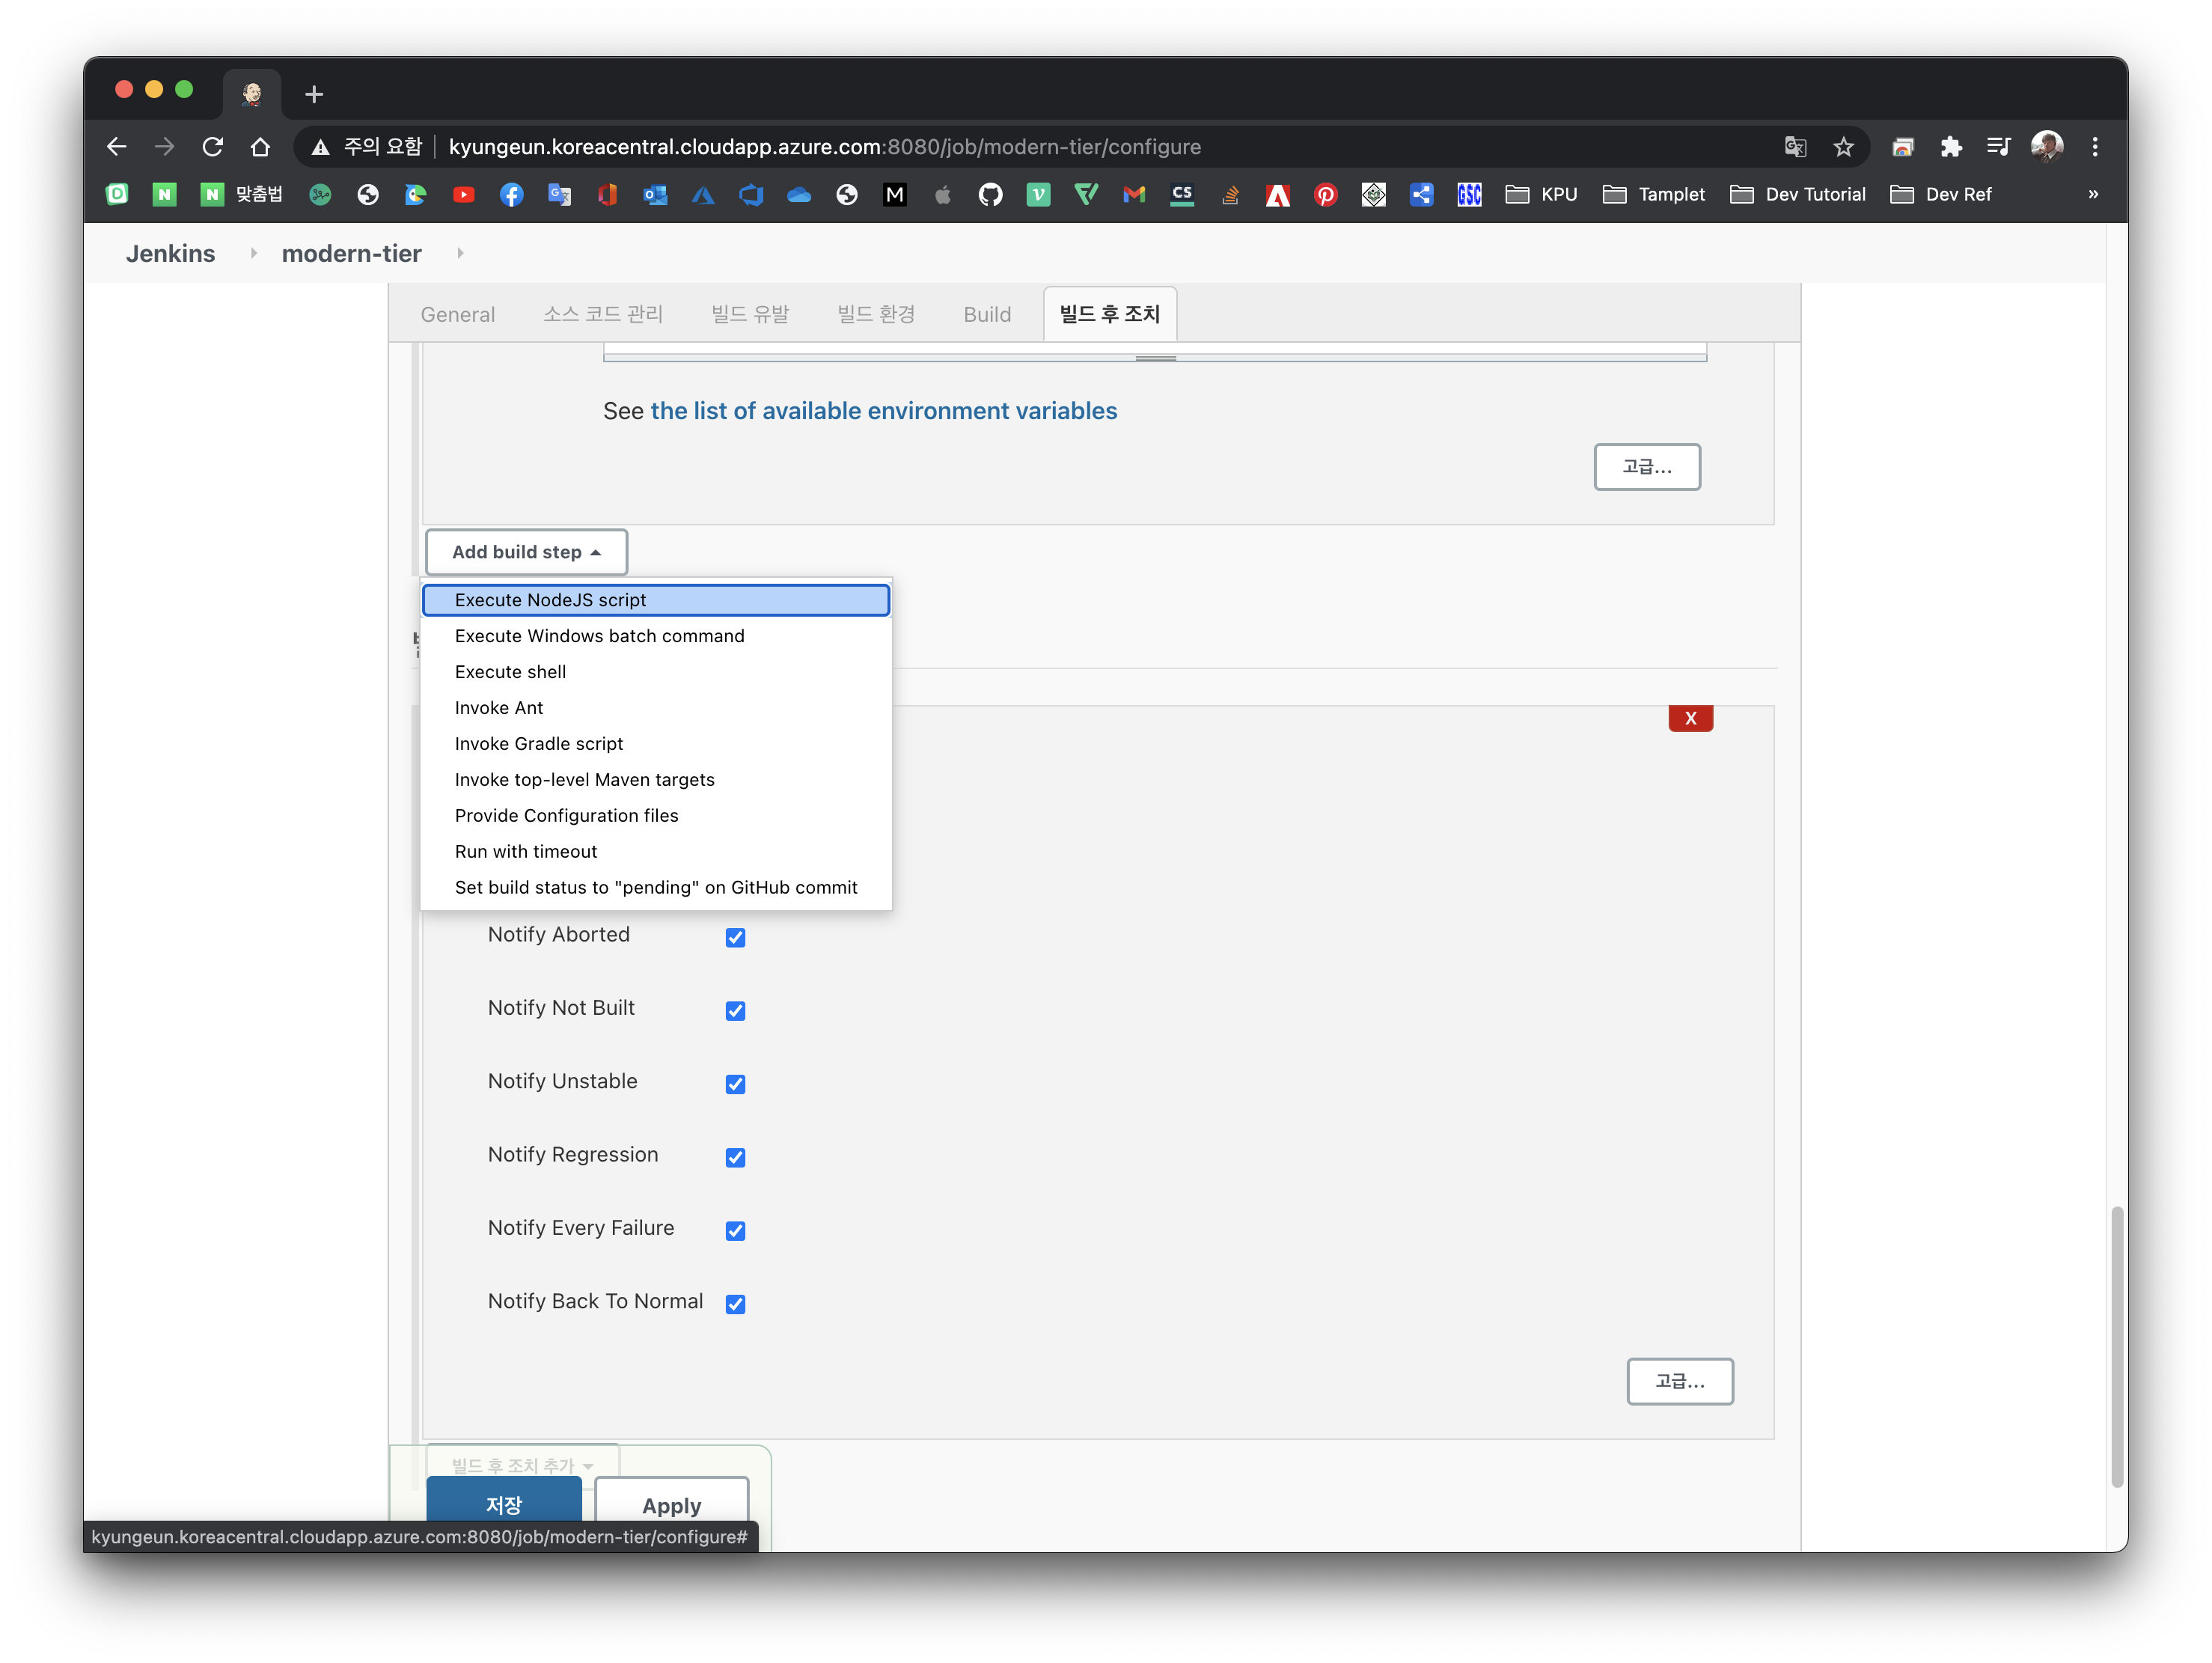 주의 요함
kyungeun.koreacentral.cloudapp.azure.com:8080/job/modern-tier/configure
맞춤법
KPU
Tamplet
Dev Tutorial
Dev Ref
»
Jenkins
modern-tier
General
소스 코드 관리
빌드 유발
빌드 환경
Build
빌드 후 조치
See the list of available environment variables
고급...
Add build step
Execute NodeJS script
Execute Windows batch command
Execute shell
Invoke Ant
Invoke Gradle script
Invoke top-level Maven targets
Provide Configuration files
Run with timeout
Set build status to "pending" on GitHub commit
X
Notify Aborted
Notify Not Built
Notify Unstable
Notify Regression
Notify Every Failure
Notify Back To Normal
고급...
빌드 후 조치 추가
저장
Apply
kyungeun.koreacentral.cloudapp.azure.com:8080/job/modern-tier/configure#